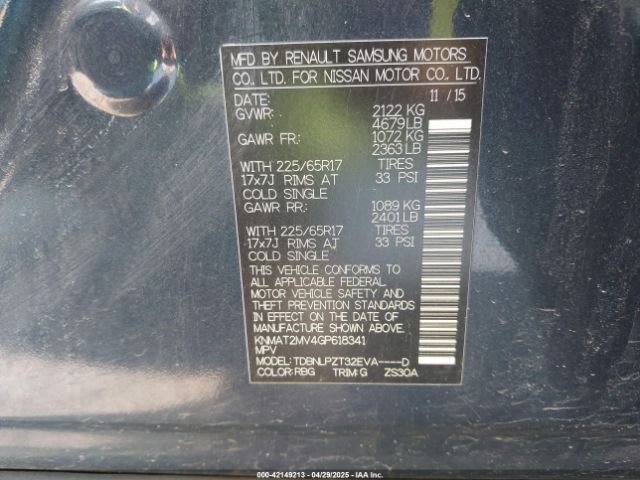 MFD BY RENAULT SAMSUNG MOTORS
CO., LTD. FOR NISSAN MOTOR CO., LTD.
DATE: 11 / 15
GVWR: 2122 KG
4679 LB
GAWR FR: 1072 KG
2363 LB
WITH 225/65R17 TIRES
17x7J RIMS AT 33 PSI
COLD SINGLE
GAWR RR: 1089 KG
2401 LB
WITH 225/65R17 TIRES
17x7J RIMS AT 33 PSI
COLD SINGLE
THIS VEHICLE CONFORMS TO
ALL APPLICABLE FEDERAL
MOTOR VEHICLE SAFETY AND
THEFT PREVENTION STANDARDS
IN EFFECT ON THE DATE OF
MANUFACTURE SHOWN ABOVE.
KNMAT2MV4GP618341
MPV
MODEL: TDBNLPZT32EVA----D
COLOR: RBG TRIM: G ZS30A
000-42149213 - 04/29/2025 - IAA, Inc.